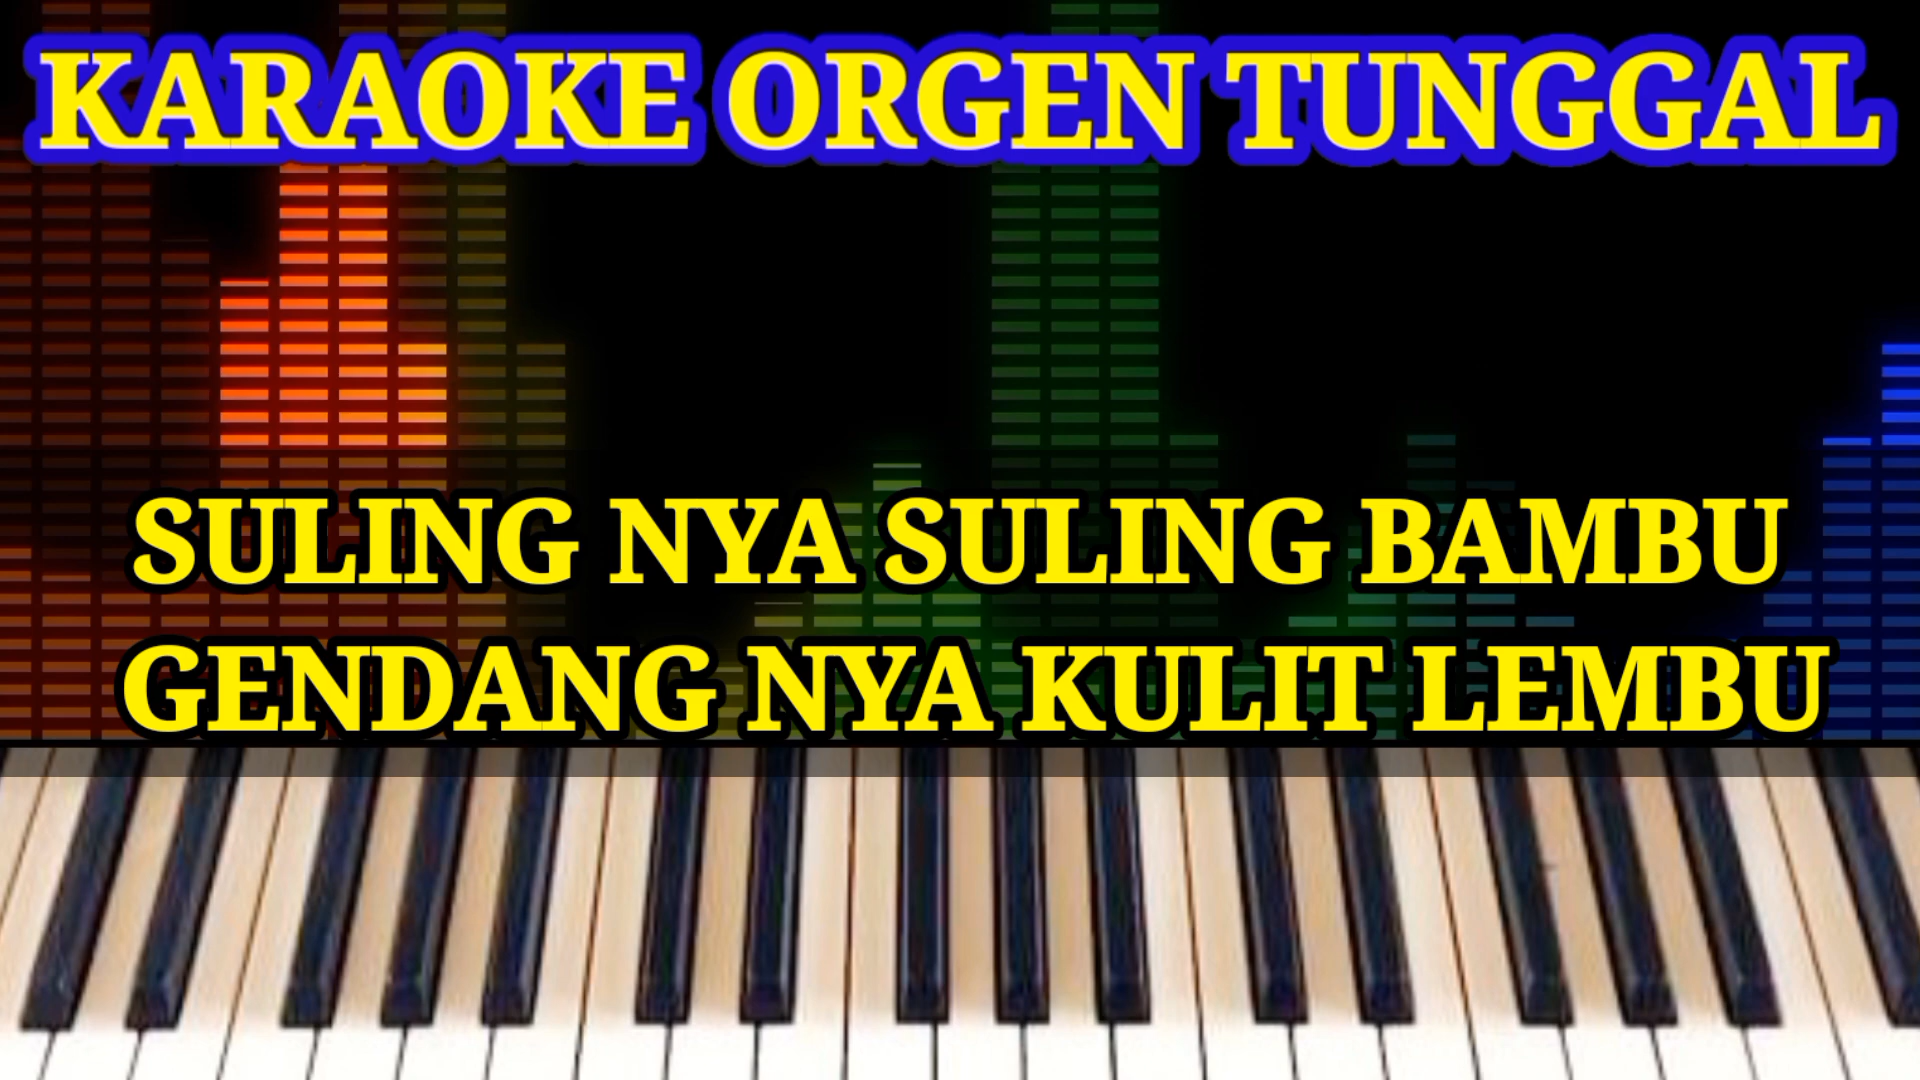 KARAOKE ORGEN TUNGGAL
SULING NYA SULING BAMBU
GENDANG NYA KULIT LEMBU